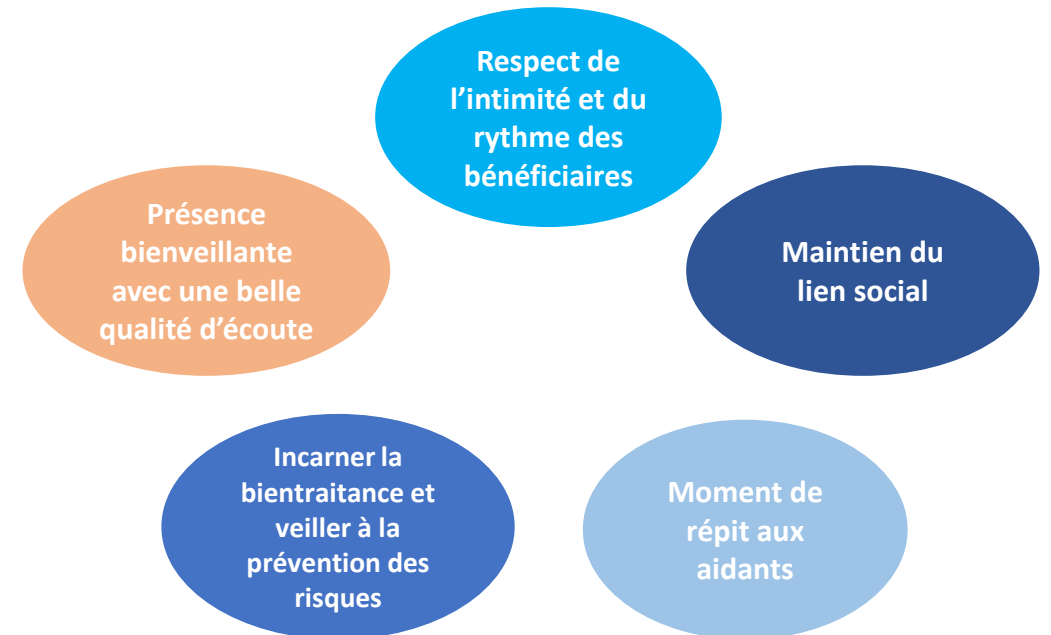 Respect de
l’intimité et du
rythme des
bénéficiaires
Présence
bienveillante
avec une belle
qualité d’écoute
Maintien du
lien social
Incarner la
bientraitance et
veiller à la
prévention des
risques
Moment de
répit aux
aidants